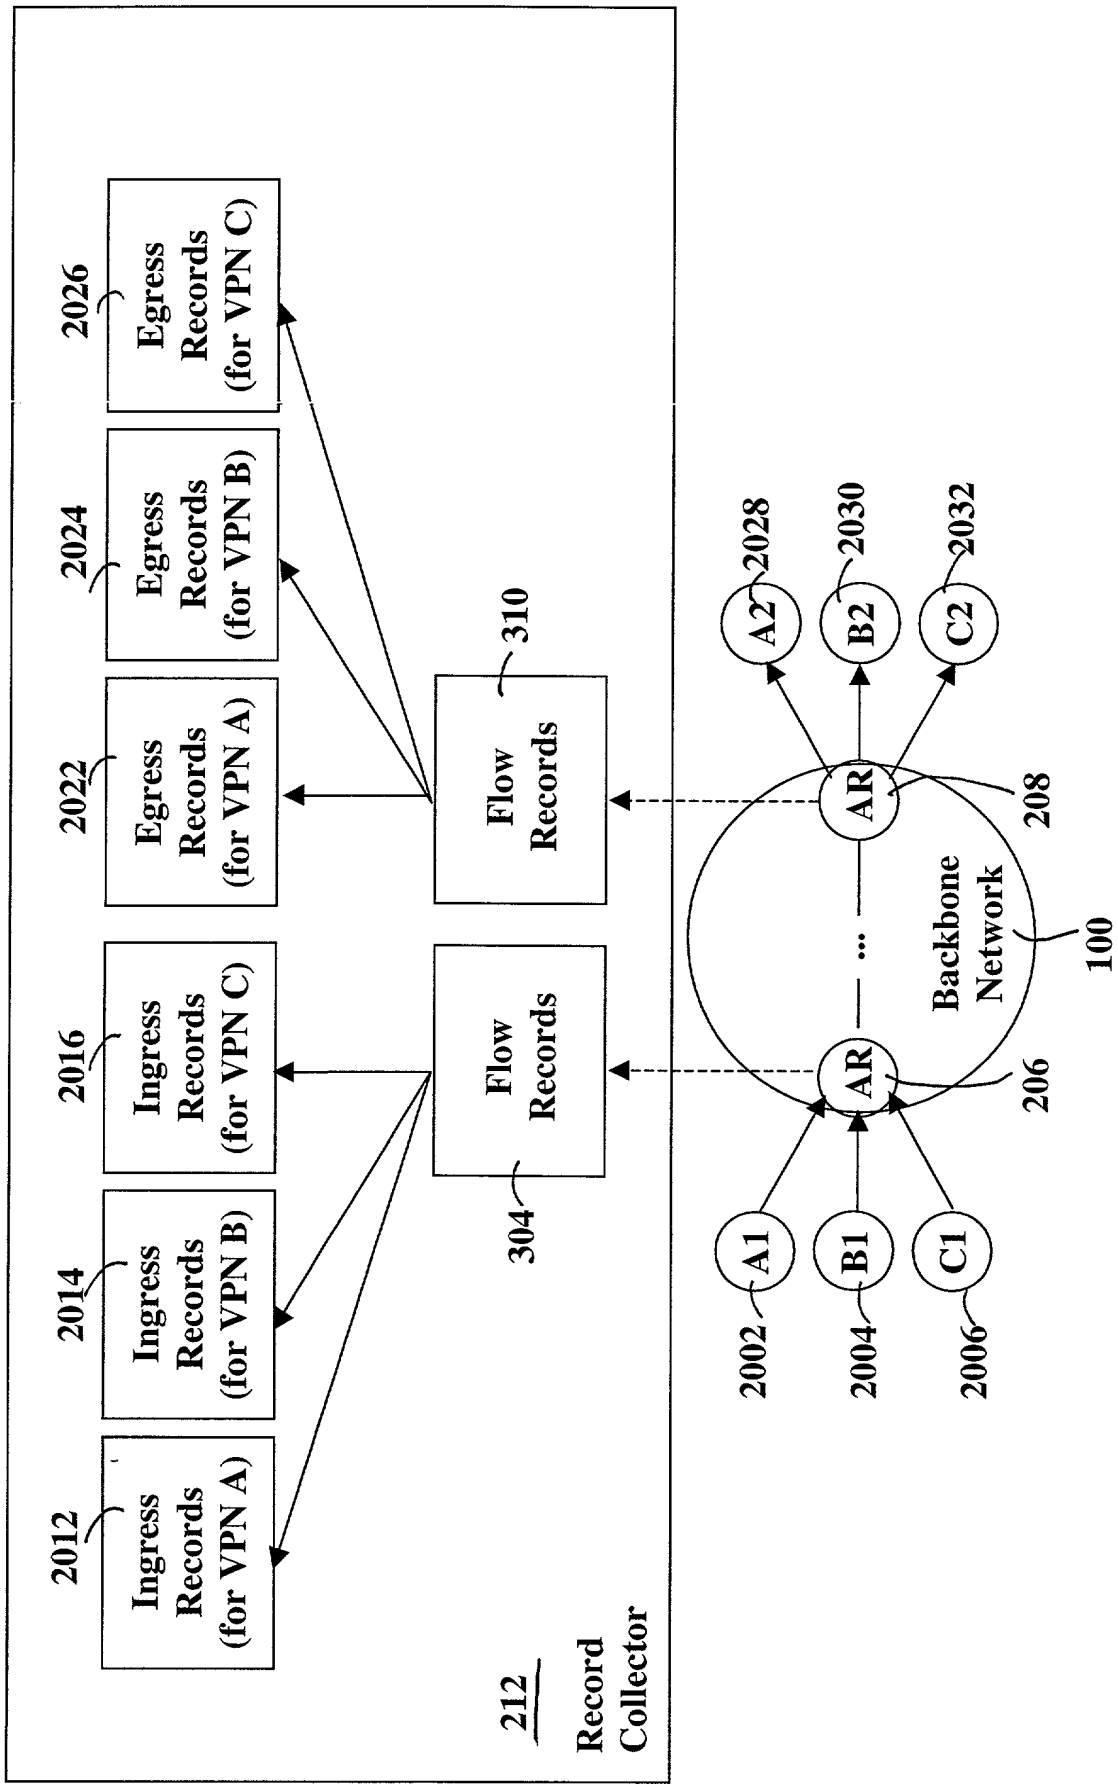 2012
2014
2016
2022
2024
2026
Ingress
Records
(for VPN A)
Ingress
Records
(for VPN B)
Ingress
Records
(for VPN C)
Egress
Records
(for VPN A)
Egress
Records
(for VPN B)
Egress
Records
(for VPN C)
212
Record
Collector
304
Flow
Records
Flow
Records
310
2002
A1
A2
2028
2004
B1
AR
...
AR
B2
2030
2006
C1
C2
2032
Backbone
Network
206
208
100